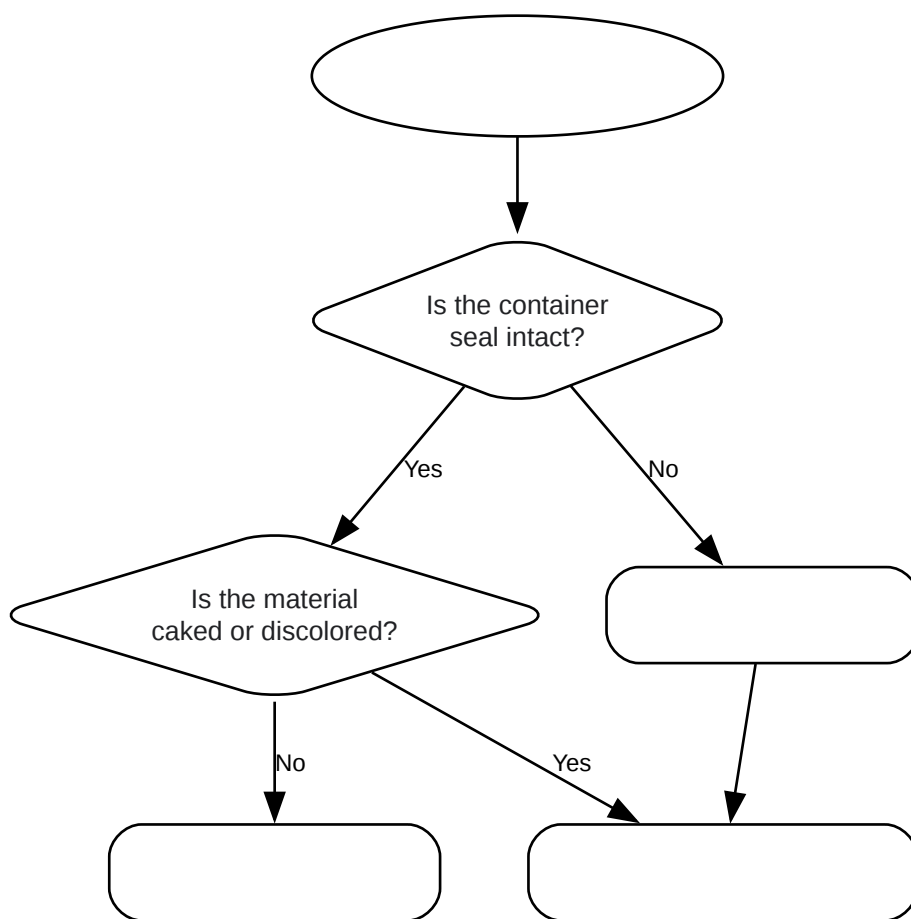 Is the container
seal intact?
Yes
No
Is the material
caked or discolored?
No
Yes